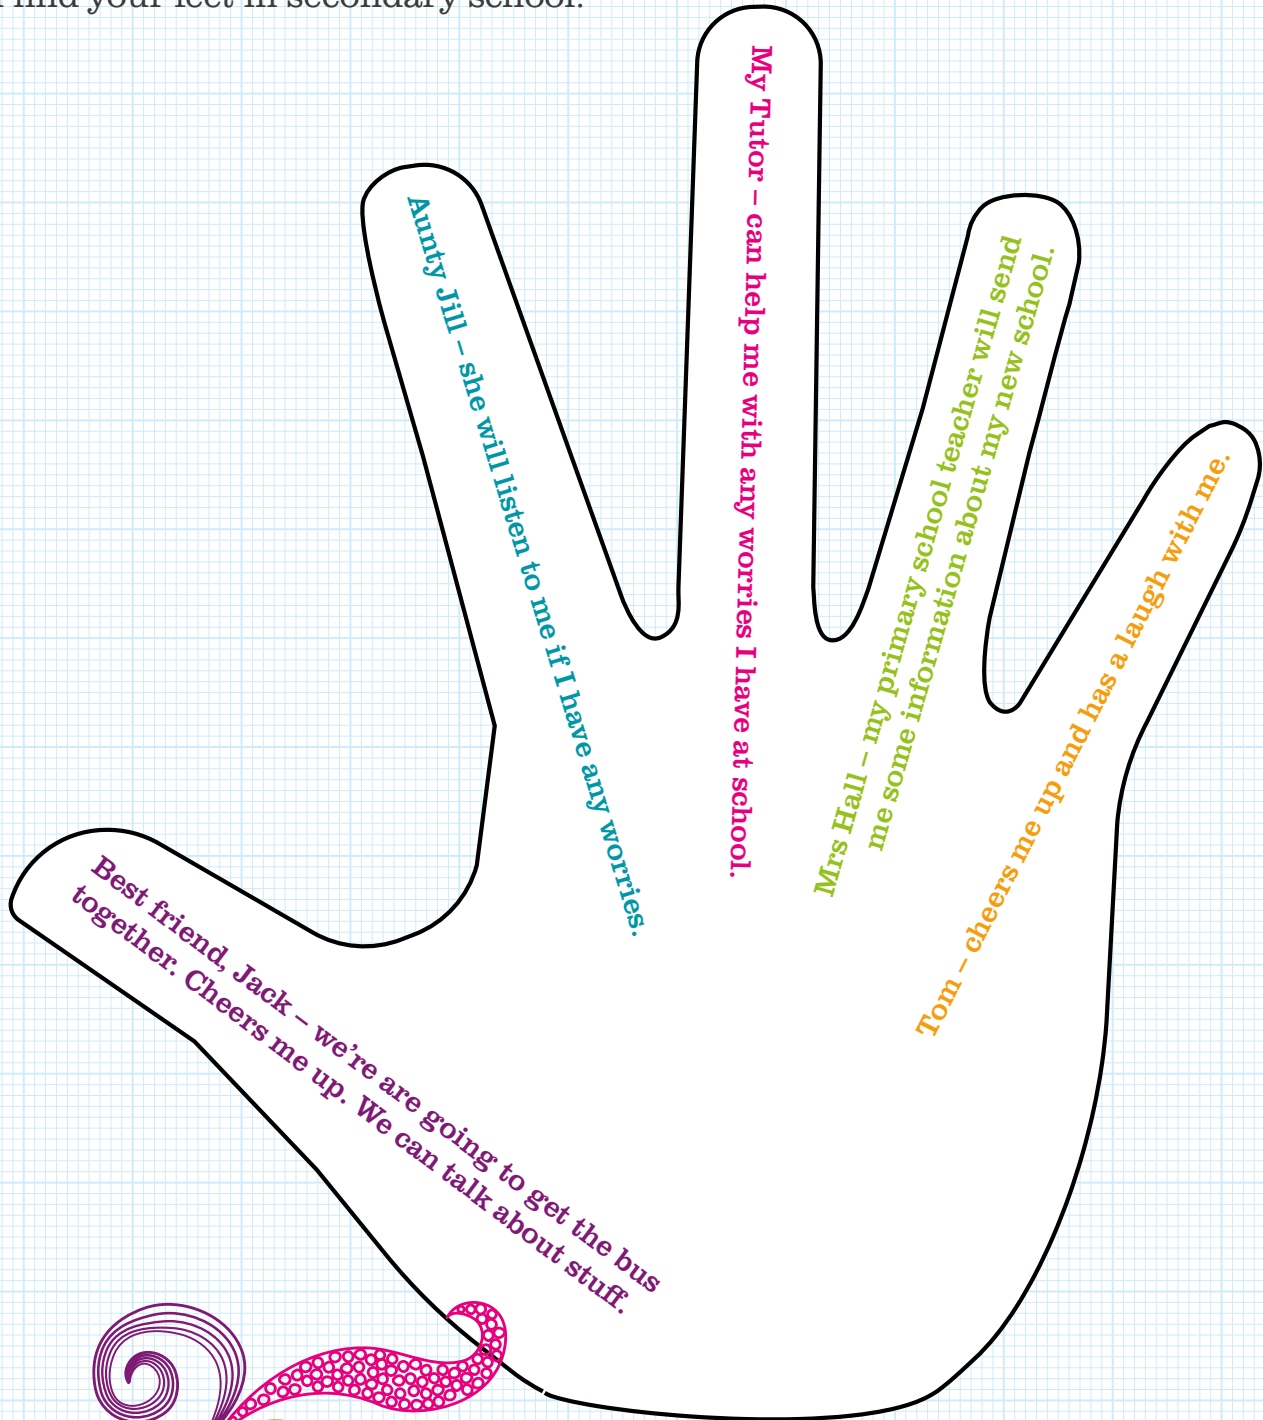 find your feet in secondary school.
My Tutor – can help me with any worries I have at school.
Aunty Jill – she will listen to me if I have any worries.
Mrs Hall – my primary school teacher will send
me some information about my new school.
Tom – cheers me up and has a laugh with me.
Best friend, Jack – we’re are going to get the bus
together. Cheers me up. We can talk about stuff.